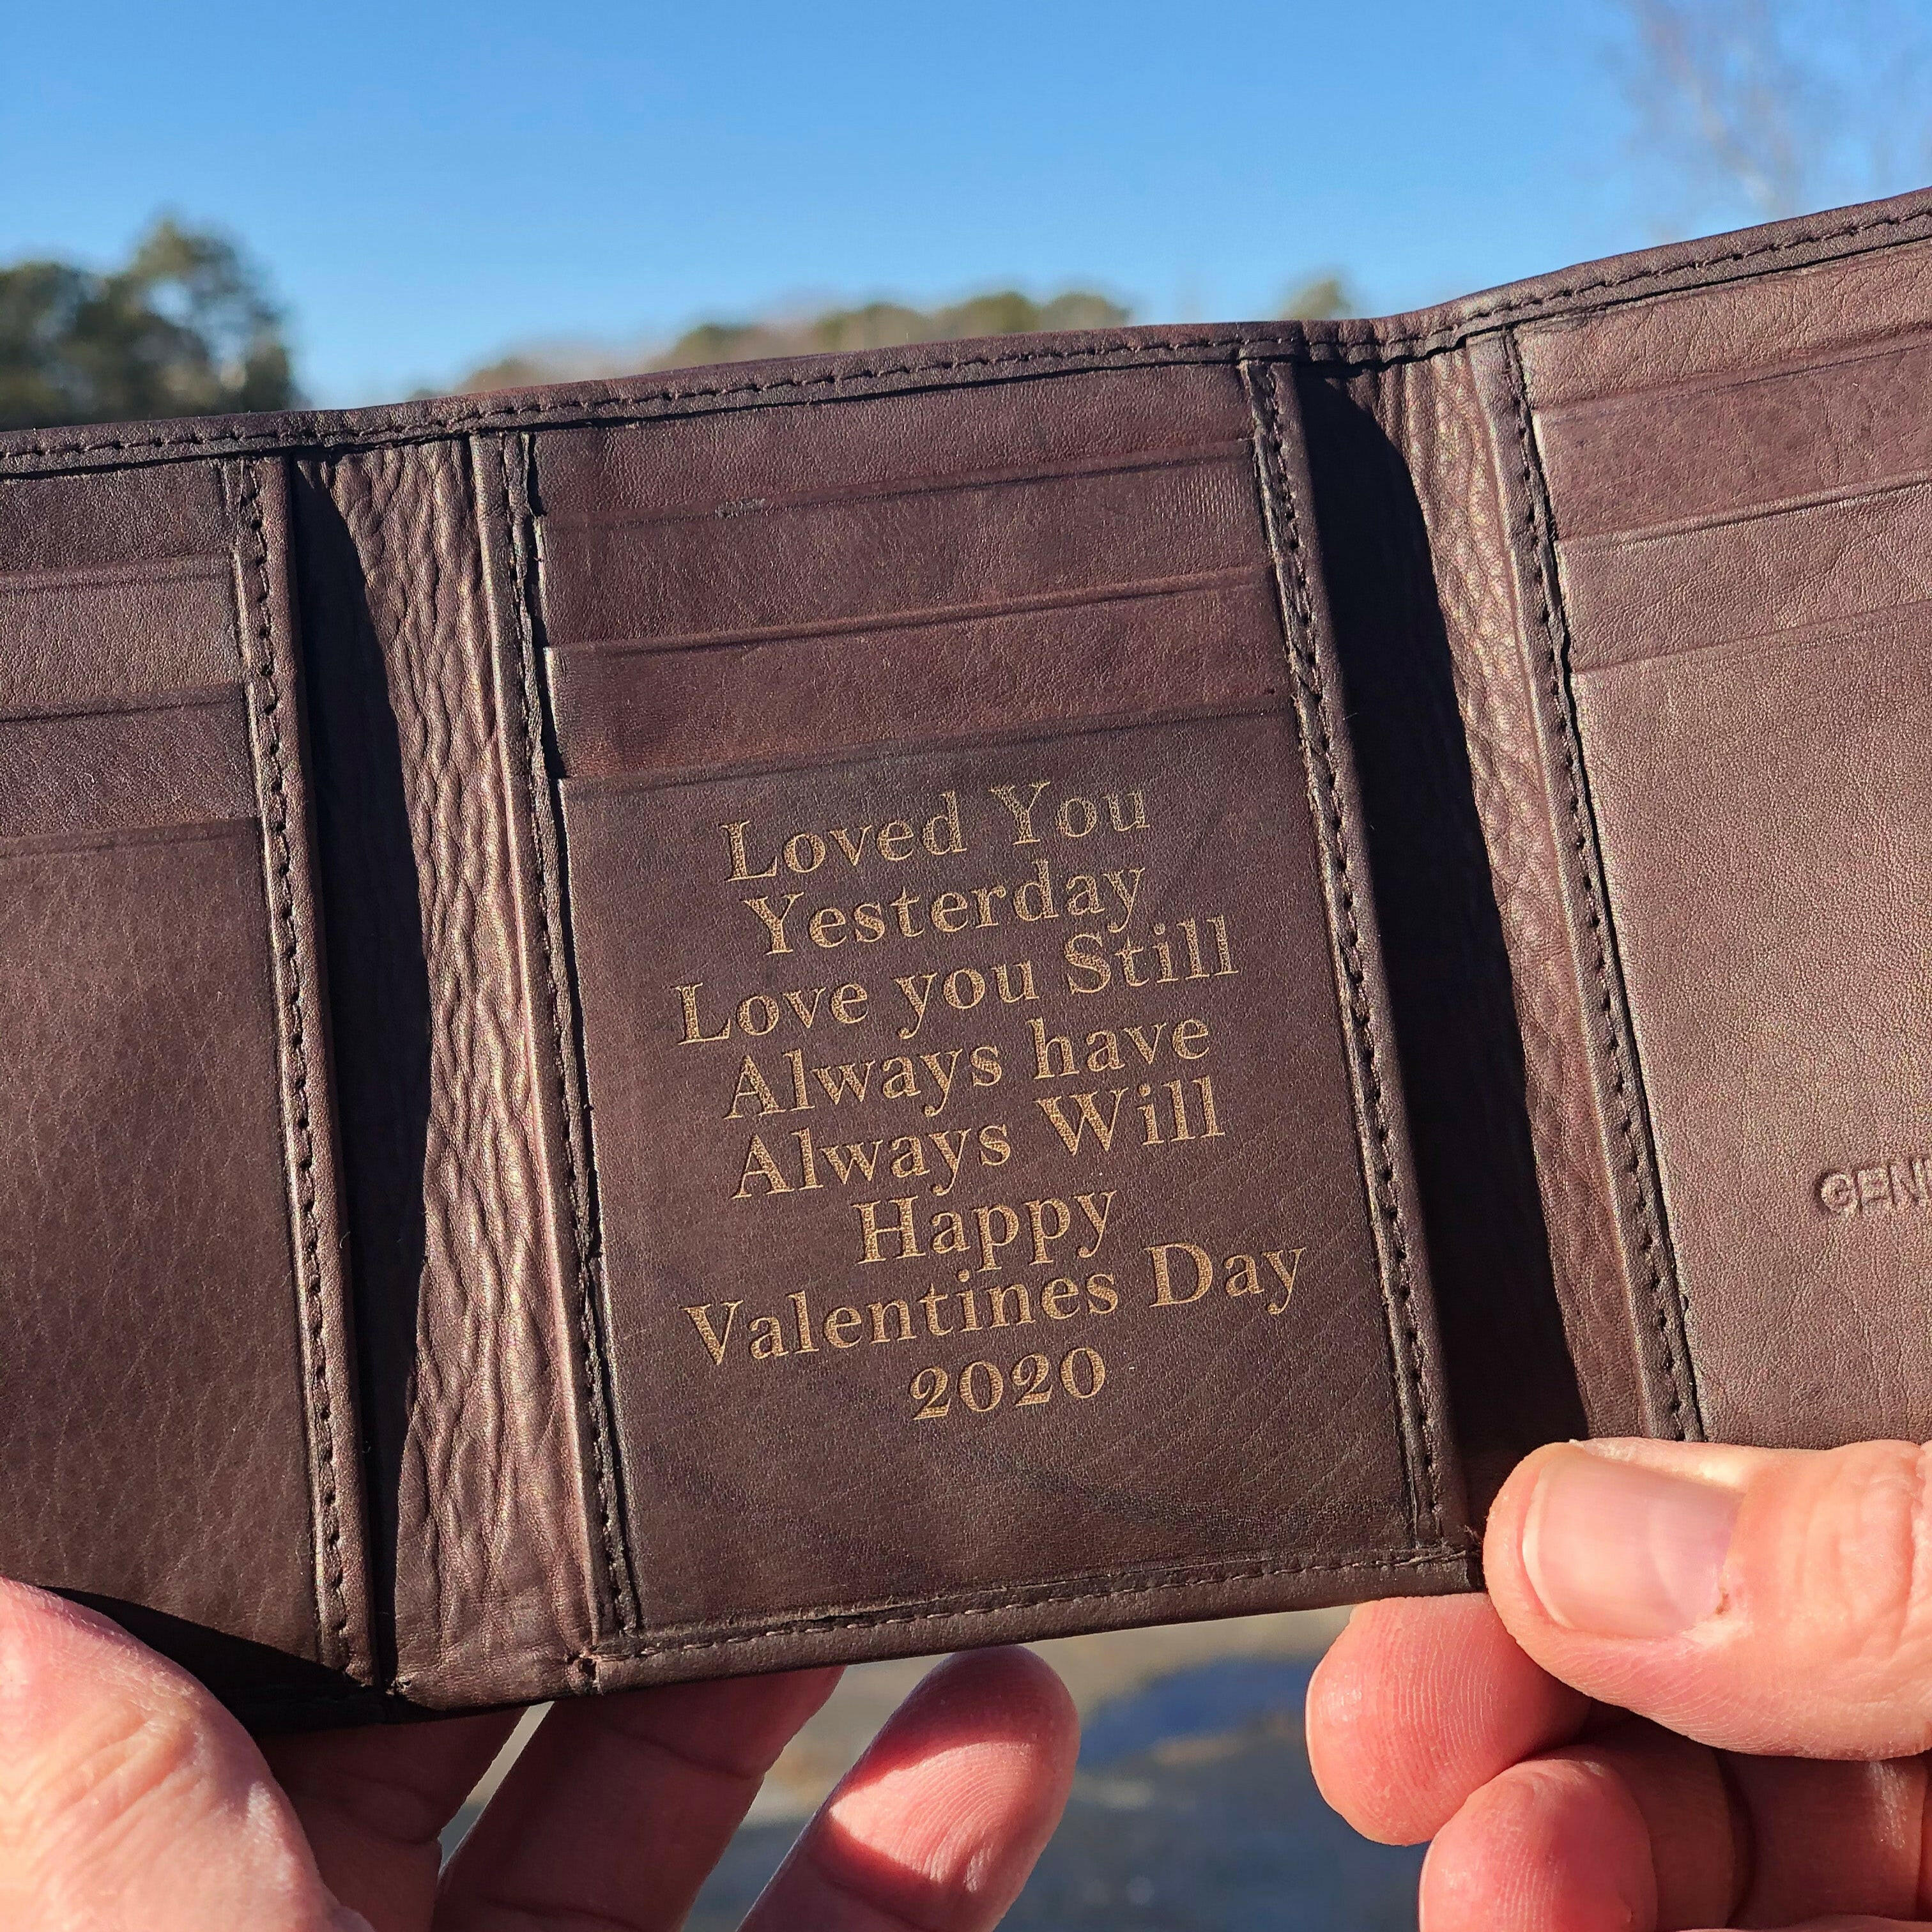 Loved You
Yesterday
Love you Still
Always have
Always Will
Happy
Valentines Day
2020